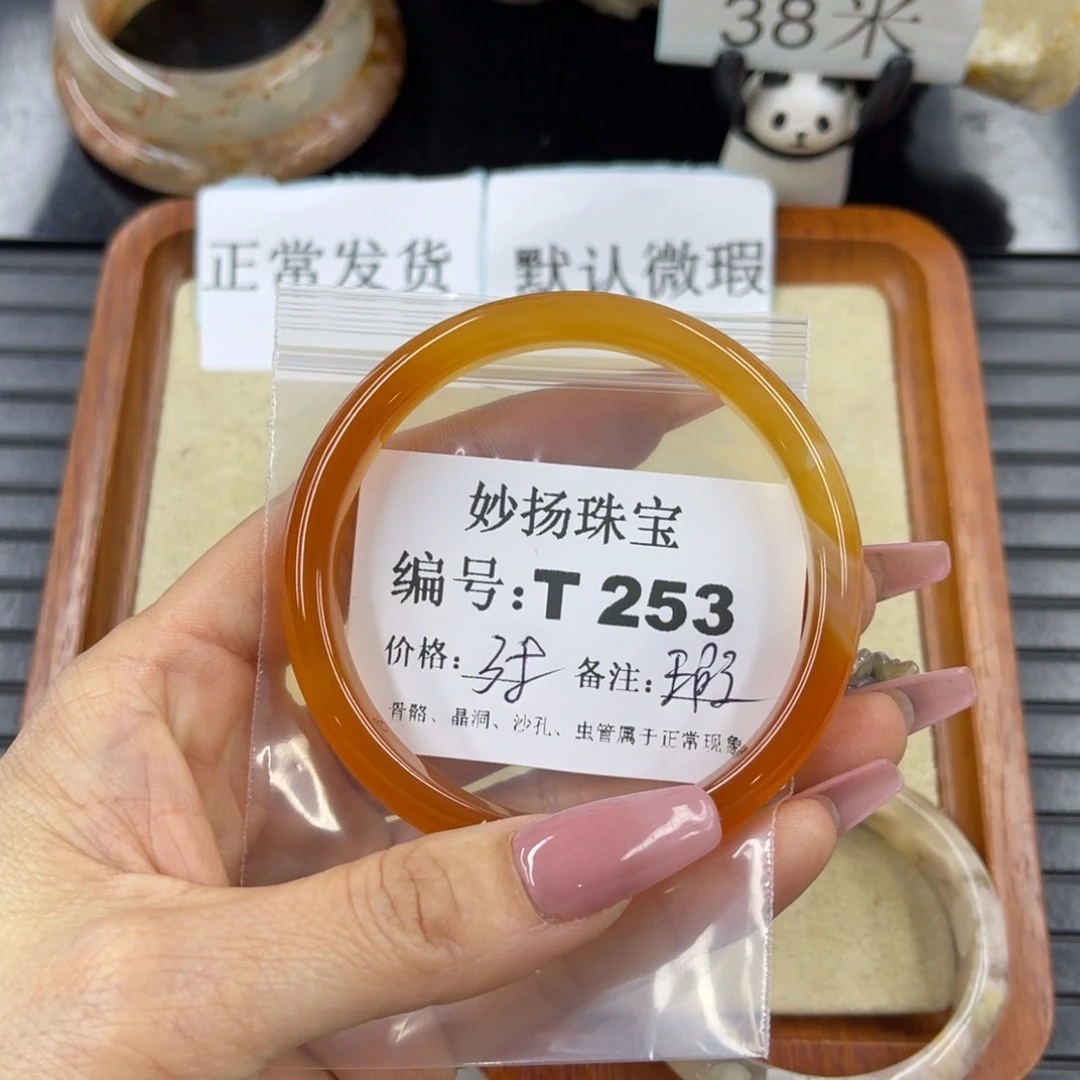 38米
正常发货 默认微瑕
妙扬珠宝
编号:T 253
价格: 备注:
骨骼、晶洞、沙孔、虫管属于正常现象